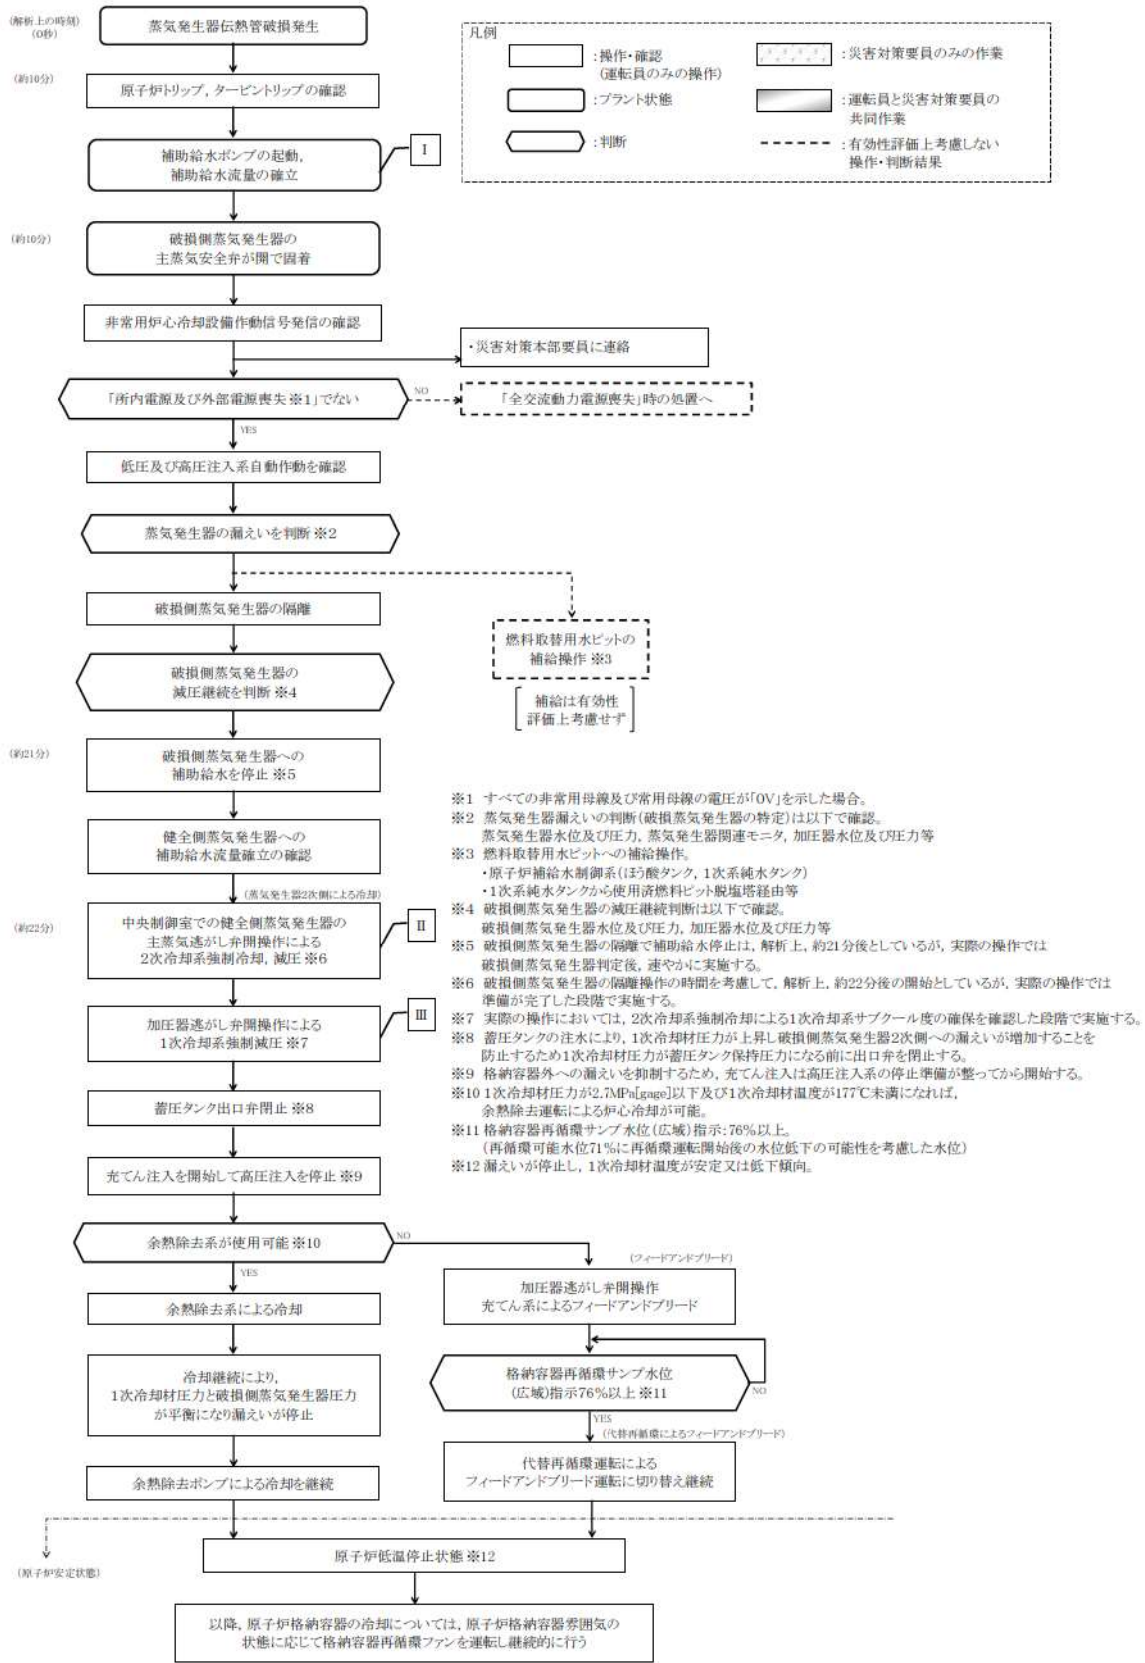 (解析上の時刻)
(0秒)
蒸気発生器伝熱管破損発生
凡例
:操作・確認
(運転員のみの操作)
:災害対策要員のみの作業
:プラント状態
:運転員と災害対策要員の
共同作業
:判断
:有効性評価上考慮しない
操作・判断結果
(約10分)
原子炉トリップ，タービントリップの確認
補助給水ポンプの起動，
補助給水流量の確立
Ⅰ
(約10分)
破損側蒸気発生器の
主蒸気安全弁が開で固着
非常用炉心冷却設備作動信号発信の確認
・災害対策本部要員に連絡
「所内電源及び外部電源喪失※1」でない
NO
「全交流動力電源喪失」時の処置へ
YES
低圧及び高圧注入系自動作動を確認
蒸気発生器の漏えいを判断※2
破損側蒸気発生器の隔離
燃料取替用水ピットの
補給操作 ※3
補給は有効性
評価上考慮せず
破損側蒸気発生器の
減圧継続を判断 ※4
(約21分)
破損側蒸気発生器への
補助給水を停止 ※5
健全側蒸気発生器への
補助給水流量確立の確認
(蒸気発生器2次側による冷却)
(約22分)
中央制御室での健全側蒸気発生器の
主蒸気逃がし弁開操作による
2次冷却系強制冷却，減圧 ※6
Ⅱ
加圧器逃がし弁開操作による
1次冷却系強制減圧 ※7
Ⅲ
蓄圧タンク出口弁閉止 ※8
充てん注入を開始して高圧注入を停止 ※9
※1 すべての非常用母線及び常用母線の電圧が「0V」を示した場合。
※2 蒸気発生器漏えいの判断(破損蒸気発生器の特定)は以下で確認。
蒸気発生器水位及び圧力，蒸気発生器関連モニタ，加圧器水位及び圧力等
※3 燃料取替用水ピットへの補給操作。
・原子炉補給水制御系(ほう酸タンク，1次系純水タンク)
・1次系純水タンクから使用済燃料ピット脱塩塔経由等
※4 破損側蒸気発生器の減圧継続判断は以下で確認。
破損側蒸気発生器水位及び圧力，加圧器水位及び圧力等
※5 破損側蒸気発生器の隔離で補助給水停止は，解析上，約21分後としているが，実際の操作では
破損側蒸気発生器判定後，速やかに実施する。
※6 破損側蒸気発生器の隔離操作の時間を考慮して，解析上，約22分後の開始としているが，実際の操作では
準備が完了した段階で実施する。
※7 実際の操作においては，2次冷却系強制冷却による1次冷却系サブクール度の確保を確認した段階で実施する。
※8 蓄圧タンクの注水により，1次冷却材圧力が上昇し破損側蒸気発生器2次側への漏えいが増加することを
防止するため1次冷却材圧力が蓄圧タンク保持圧力になる前に出口弁を閉止する。
※9 格納容器外への漏えいを抑制するため，充てん注入は高圧注入系の停止準備が整ってから開始する。
※10 1次冷却材圧力が2.7MPa[gage]以下及び1次冷却材温度が177℃未満になれば，
余熱除去運転による炉心冷却が可能。
※11 格納容器再循環サンプ水位(広域)指示:76%以上。
(再循環可能水位71%に再循環運転開始後の水位低下の可能性を考慮した水位)
※12 漏えいが停止し，1次冷却材温度が安定又は低下傾向。
余熱除去系が使用可能 ※10
NO
YES
(フィードアンドブリード)
加圧器逃がし弁開操作
充てん系によるフィードアンドブリード
余熱除去系による冷却
格納容器再循環サンプ水位
(広域)指示76%以上 ※11
NO
YES
(代替再循環によるフィードアンドブリード)
冷却継続により，
1次冷却材圧力と破損側蒸気発生器圧力
が平衡になり漏えいが停止
代替再循環運転による
フィードアンドブリード運転に切り替え継続
余熱除去ポンプによる冷却を継続
(原子炉安定状態)
原子炉低温停止状態 ※12
以降，原子炉格納容器の冷却については，原子炉格納容器雰囲気の
状態に応じて格納容器再循環ファンを運転し継続的に行う